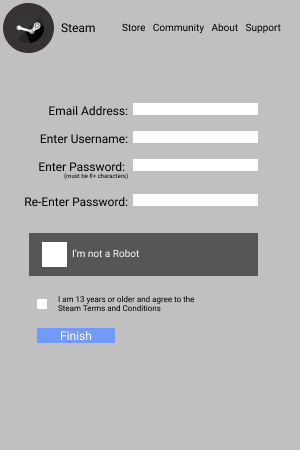 Steam Store Community About Support
Email Address:
Enter Username:
Enter Password:
(must be 8+ characters)
Re-Enter Password:
I'm not a Robot
I am 13 years or older and agree to the
Steam Terms and Conditions
Finish